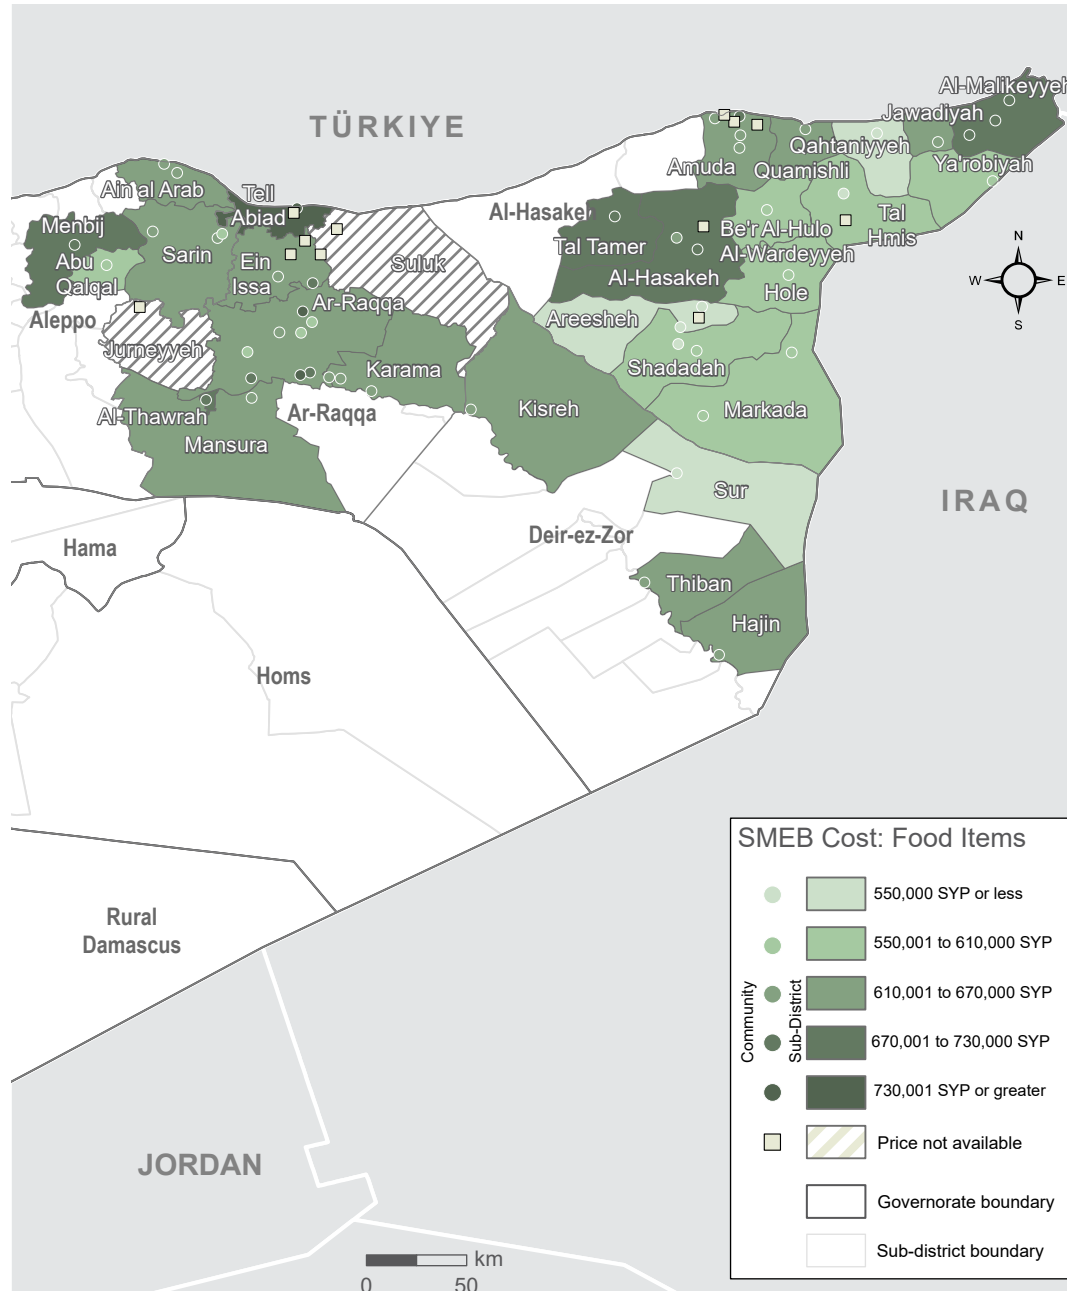 TÜRKIYE
Al-Malikeyyeh
Jawadiyah
Qahtaniyyeh
Ya'robiyah
Amuda
Quamishli
Ain al Arab
Tell
Abiad
Al-Hasakeh
Menbij
Sarin
Ein
Issa
Suluk
Tal Tamer
Be'r Al-Hulo
Al-Wardeyyeh
Tal
Hmis
Abu
Qalqal
Al-Hasakeh
Hole
Aleppo
Ar-Raqqa
Areesheh
Jurneyyeh
Karama
Shadadah
Al-Thawrah
Ar-Raqqa
Kisreh
Markada
Mansura
Sur
IRAQ
Hama
Deir-ez-Zor
Thiban
Hajin
Homs
Rural
Damascus
JORDAN
N
W
E
S
SMEB Cost: Food Items
Community
Sub-District
550,000 SYP or less
550,001 to 610,000 SYP
610,001 to 670,000 SYP
670,001 to 730,000 SYP
730,001 SYP or greater
Price not available
Governorate boundary
Sub-district boundary
km
0 50